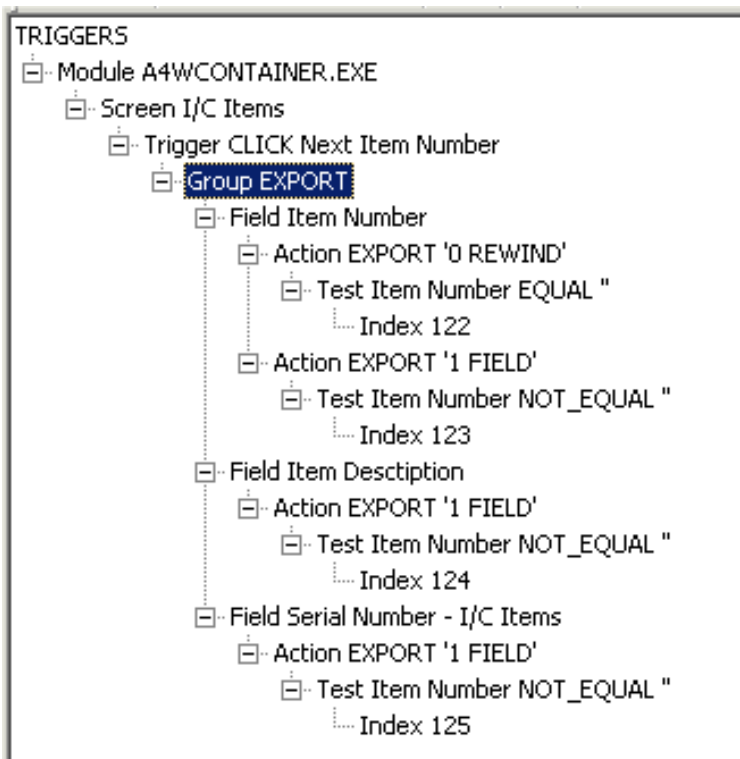 TRIGGERS
Module A4WCONTAINER.EXE
Screen I/C Items
Trigger CLICK Next Item Number
Group EXPORT
Field Item Number
Action EXPORT '0 REWIND'
Test Item Number EQUAL ''
Index 122
Action EXPORT '1 FIELD'
Test Item Number NOT_EQUAL ''
Index 123
Field Item Desctiption
Action EXPORT '1 FIELD'
Test Item Number NOT_EQUAL ''
Index 124
Field Serial Number - I/C Items
Action EXPORT '1 FIELD'
Test Item Number NOT_EQUAL ''
Index 125